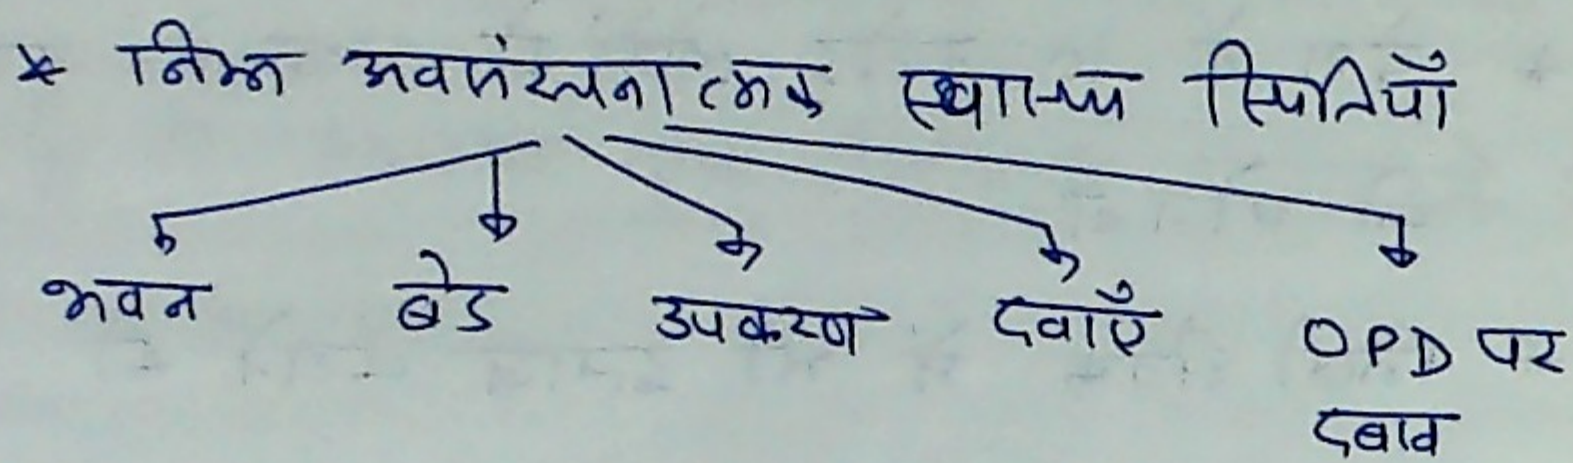 * निम्न अवसंरचनात्मक स्वास्थ्य स्थितियाँ
भवन बेड उपकरण दवाएँ OPD पर
दबाव